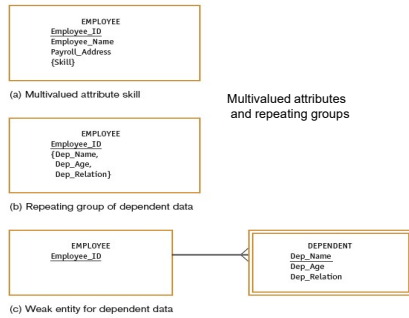 EMPLOYEE
Employee_ID
Employee_Name
Payroll_Address
{Skill}
(a) Multivalued attribute skill
Multivalued attributes
and repeating groups
EMPLOYEE
Employee_ID
{Dep_Name,
Dep_Age,
Dep_Relation}
(b) Repeating group of dependent data
EMPLOYEE
Employee_ID
DEPENDENT
Dep_Name
Dep_Age
Dep_Relation
(c) Weak entity for dependent data